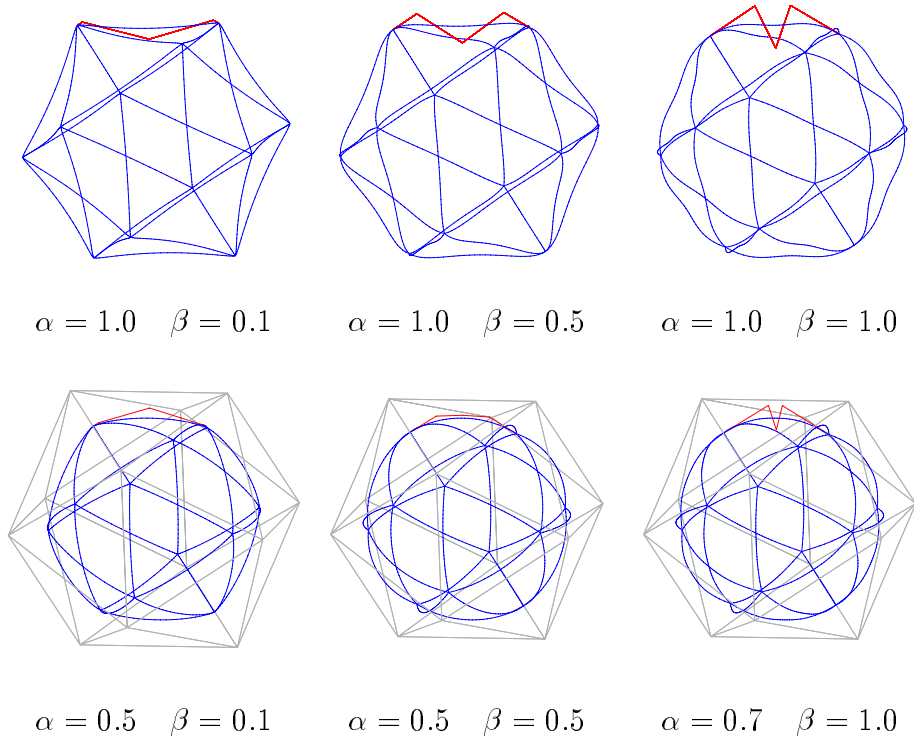 α = 1.0 β = 0.1 α = 1.0 β = 0.5 α = 1.0 β = 1.0
α = 0.5 β = 0.1 α = 0.5 β = 0.5 α = 0.7 β = 1.0